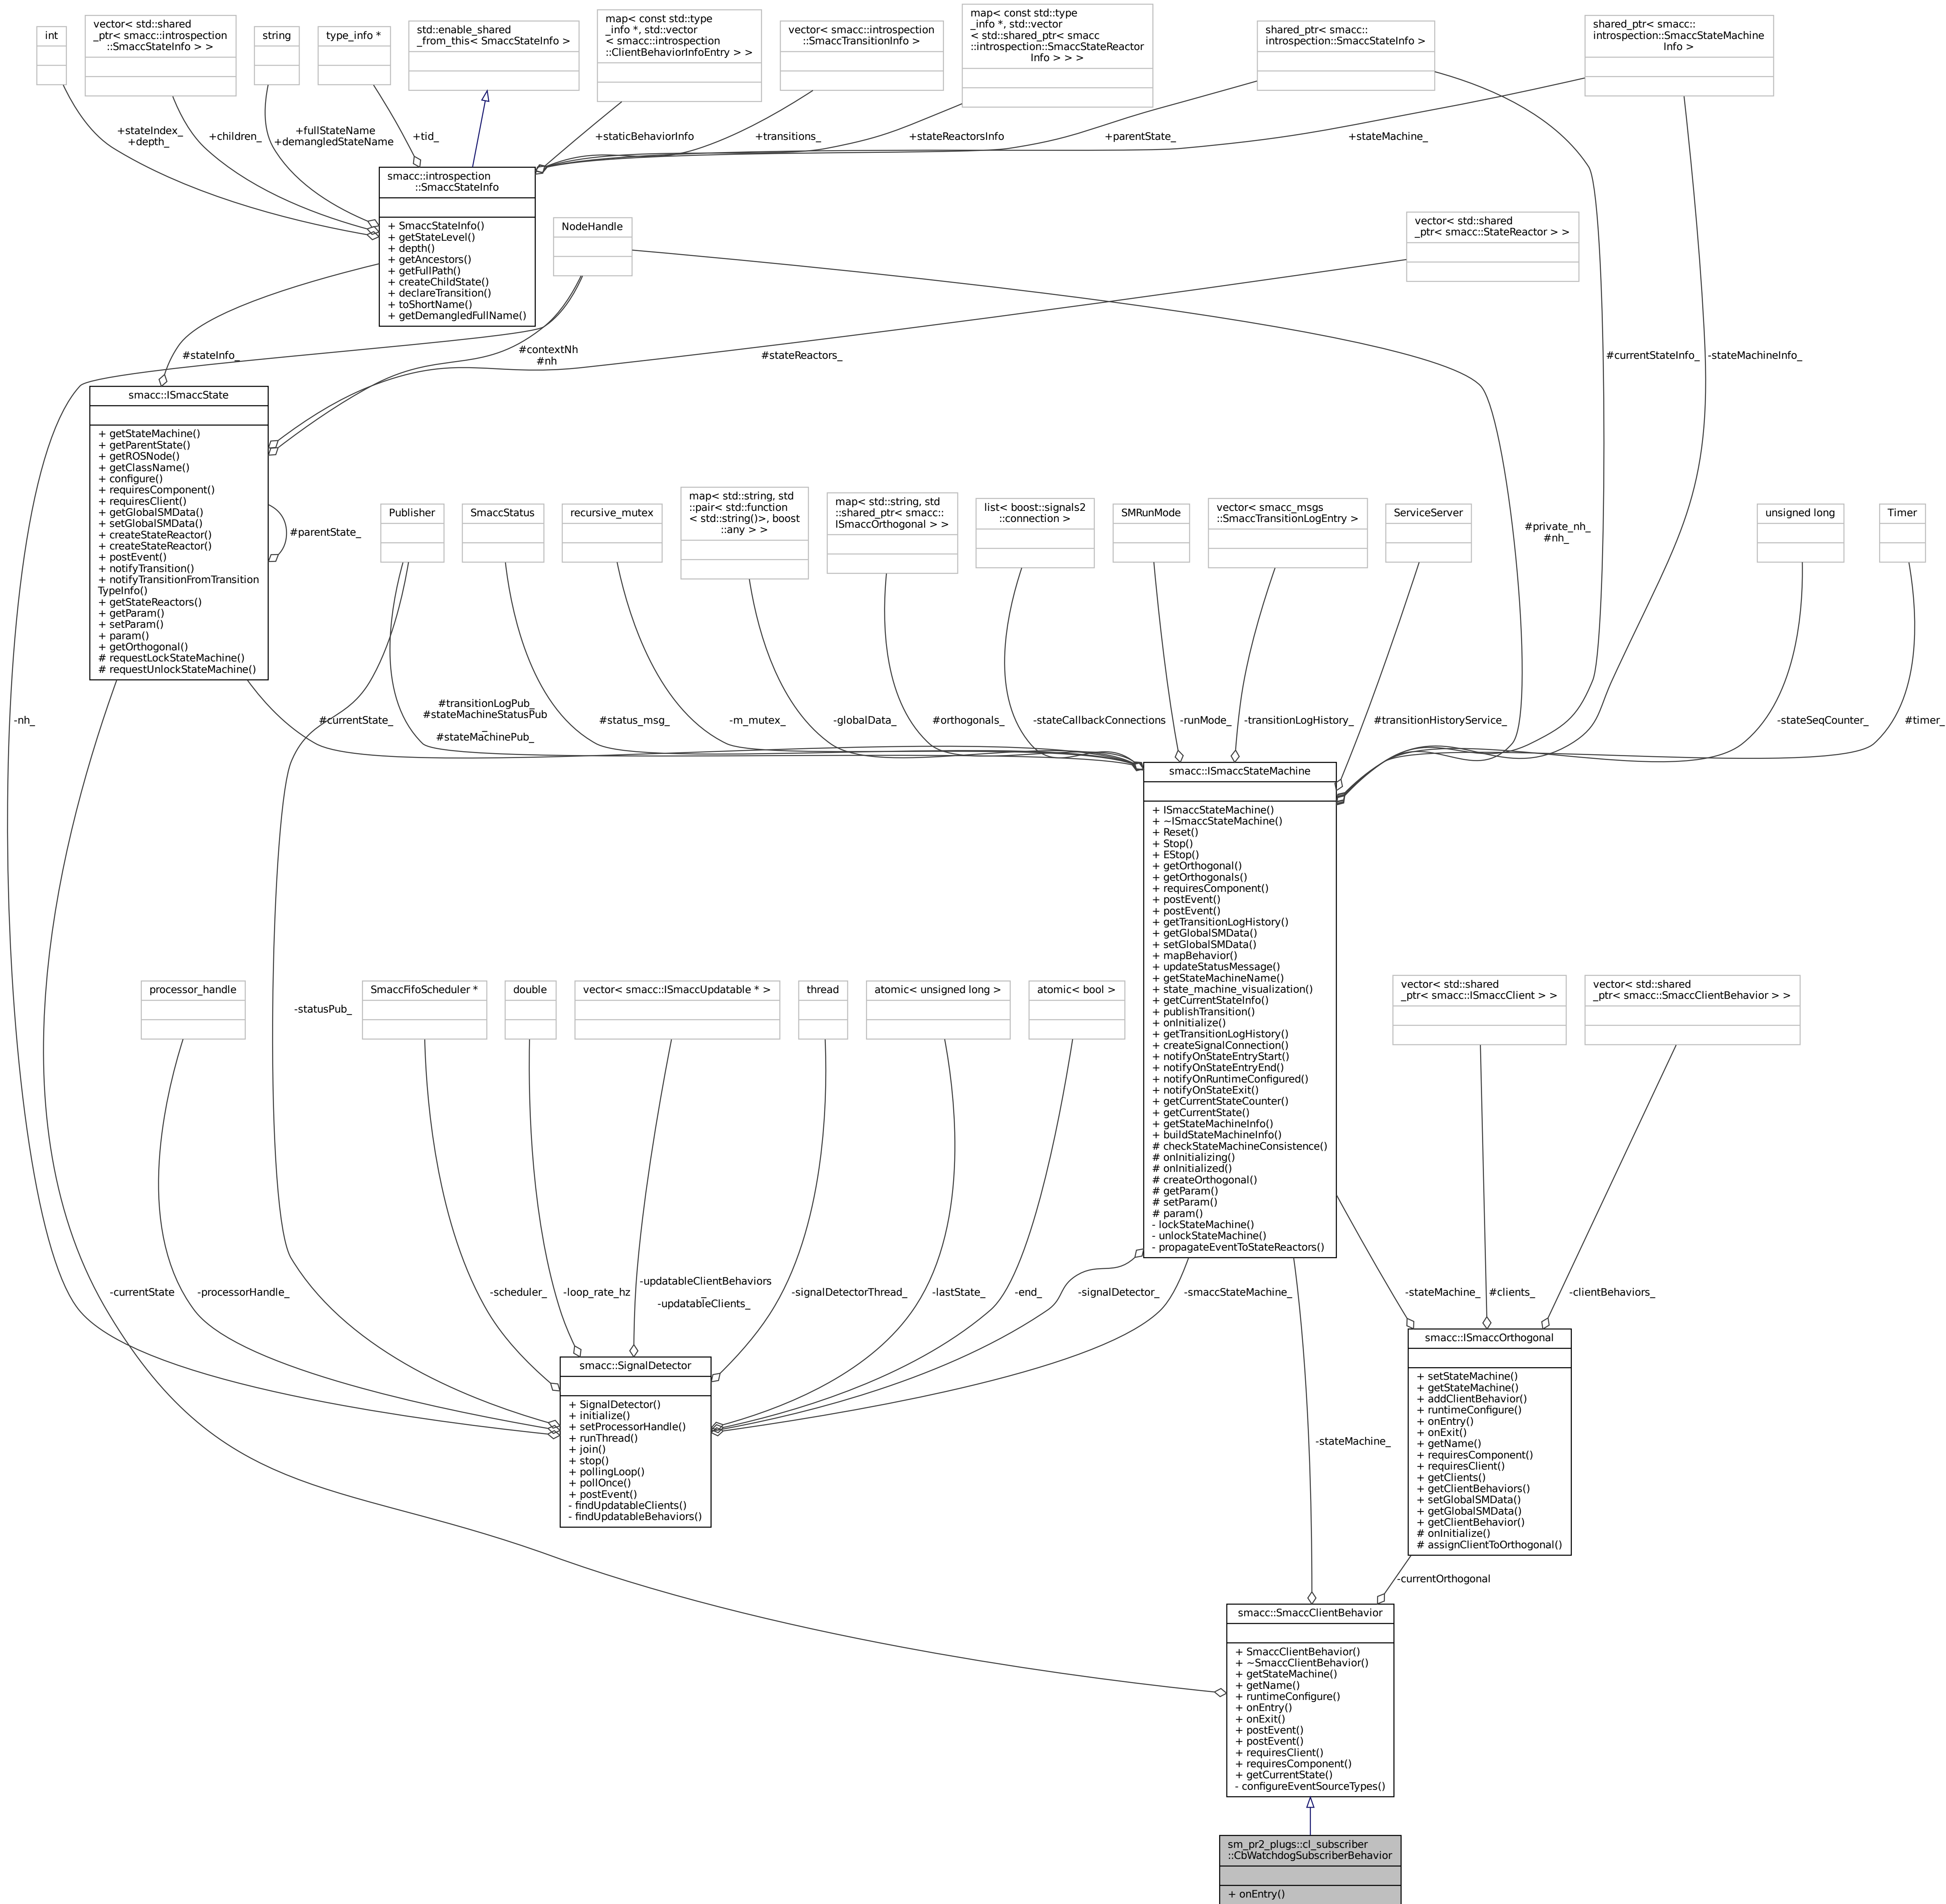 int
vector< std::shared
_ptr< smacc::introspection
::SmaccStateInfo > >
string
type_info *
std::enable_shared
_from_this< SmaccStateInfo >
map< const std::type
_info *, std::vector
< smacc::introspection
::ClientBehaviorInfoEntry > >
vector< smacc::introspection
::SmaccTransitionInfo >
map< const std::type
_info *, std::vector
< std::shared_ptr< smacc
::introspection::SmaccStateReactor
Info > > >
shared_ptr< smacc::
introspection::SmaccStateInfo >
shared_ptr< smacc::
introspection::SmaccStateMachine
Info >
+stateIndex_
+depth_
+children_
+fullStateName
+demangledStateName
+tid_
+staticBehaviorInfo
+transitions_
+stateReactorsInfo
+parentState_
+stateMachine_
smacc::introspection
::SmaccStateInfo
+ SmaccStateInfo()
+ getStateLevel()
+ depth()
+ getAncestors()
+ getFullPath()
+ createChildState()
+ declareTransition()
+ toShortName()
+ getDemangledFullName()
NodeHandle
vector< std::shared
_ptr< smacc::StateReactor > >
#stateInfo_
#contextNh
#nh
#stateReactors_
#currentStateInfo_
-stateMachineInfo_
smacc::ISmaccState
+ getStateMachine()
+ getParentState()
+ getROSNode()
+ getClassName()
+ configure()
+ requiresComponent()
+ requiresClient()
+ getGlobalSMData()
+ setGlobalSMData()
+ createStateReactor()
+ createStateReactor()
+ postEvent()
+ notifyTransition()
+ notifyTransitionFromTransition
TypeInfo()
+ getStateReactors()
+ getParam()
+ setParam()
+ param()
+ getOrthogonal()
# requestLockStateMachine()
# requestUnlockStateMachine()
#parentState_
Publisher
SmaccStatus
recursive_mutex
map< std::string, std
::pair< std::function
< std::string()>, boost
::any > >
map< std::string, std
::shared_ptr< smacc::
ISmaccOrthogonal > >
list< boost::signals2
::connection >
SMRunMode
vector< smacc_msgs
::SmaccTransitionLogEntry >
ServiceServer
#private_nh_
#nh_
unsigned long
Timer
-nh_
#currentState_
#transitionLogPub_
#stateMachineStatusPub
_
#stateMachinePub_
#status_msg_
-m_mutex_
-globalData_
#orthogonals_
-stateCallbackConnections
-runMode_
-transitionLogHistory_
#transitionHistoryService_
-stateSeqCounter_
#timer_
smacc::ISmaccStateMachine
+ ISmaccStateMachine()
+ ~ISmaccStateMachine()
+ Reset()
+ Stop()
+ EStop()
+ getOrthogonal()
+ getOrthogonals()
+ requiresComponent()
+ postEvent()
+ postEvent()
+ getTransitionLogHistory()
+ getGlobalSMData()
+ setGlobalSMData()
+ mapBehavior()
+ updateStatusMessage()
+ getStateMachineName()
+ state_machine_visualization()
+ getCurrentStateInfo()
+ publishTransition()
+ onInitialize()
+ getTransitionLogHistory()
+ createSignalConnection()
+ notifyOnStateEntryStart()
+ notifyOnStateEntryEnd()
+ notifyOnRuntimeConfigured()
+ notifyOnStateExit()
+ getCurrentStateCounter()
+ getCurrentState()
+ getStateMachineInfo()
+ buildStateMachineInfo()
# checkStateMachineConsistence()
# onInitializing()
# onInitialized()
# createOrthogonal()
# getParam()
# setParam()
# param()
- lockStateMachine()
- unlockStateMachine()
- propagateEventToStateReactors()
processor_handle
-statusPub_
SmaccFifoScheduler *
double
vector< smacc::ISmaccUpdatable * >
thread
atomic< unsigned long >
atomic< bool >
vector< std::shared
_ptr< smacc::ISmaccClient > >
vector< std::shared
_ptr< smacc::SmaccClientBehavior > >
-currentState
-processorHandle_
-scheduler_
-loop_rate_hz
-updatableClientBehaviors
_
-updatableClients_
-signalDetectorThread_
-lastState_
-end_
-signalDetector_
-smaccStateMachine_
-stateMachine_
#clients_
-clientBehaviors_
smacc::SignalDetector
+ SignalDetector()
+ initialize()
+ setProcessorHandle()
+ runThread()
+ join()
+ stop()
+ pollingLoop()
+ pollOnce()
+ postEvent()
- findUpdatableClients()
- findUpdatableBehaviors()
-stateMachine_
smacc::ISmaccOrthogonal
+ setStateMachine()
+ getStateMachine()
+ addClientBehavior()
+ runtimeConfigure()
+ onEntry()
+ onExit()
+ getName()
+ requiresComponent()
+ requiresClient()
+ getClients()
+ getClientBehaviors()
+ setGlobalSMData()
+ getGlobalSMData()
+ getClientBehavior()
# onInitialize()
# assignClientToOrthogonal()
-currentOrthogonal
smacc::SmaccClientBehavior
+ SmaccClientBehavior()
+ ~SmaccClientBehavior()
+ getStateMachine()
+ getName()
+ runtimeConfigure()
+ onEntry()
+ onExit()
+ postEvent()
+ postEvent()
+ requiresClient()
+ requiresComponent()
+ getCurrentState()
- configureEventSourceTypes()
sm_pr2_plugs::cl_subscriber
::CbWatchdogSubscriberBehavior
+ onEntry()